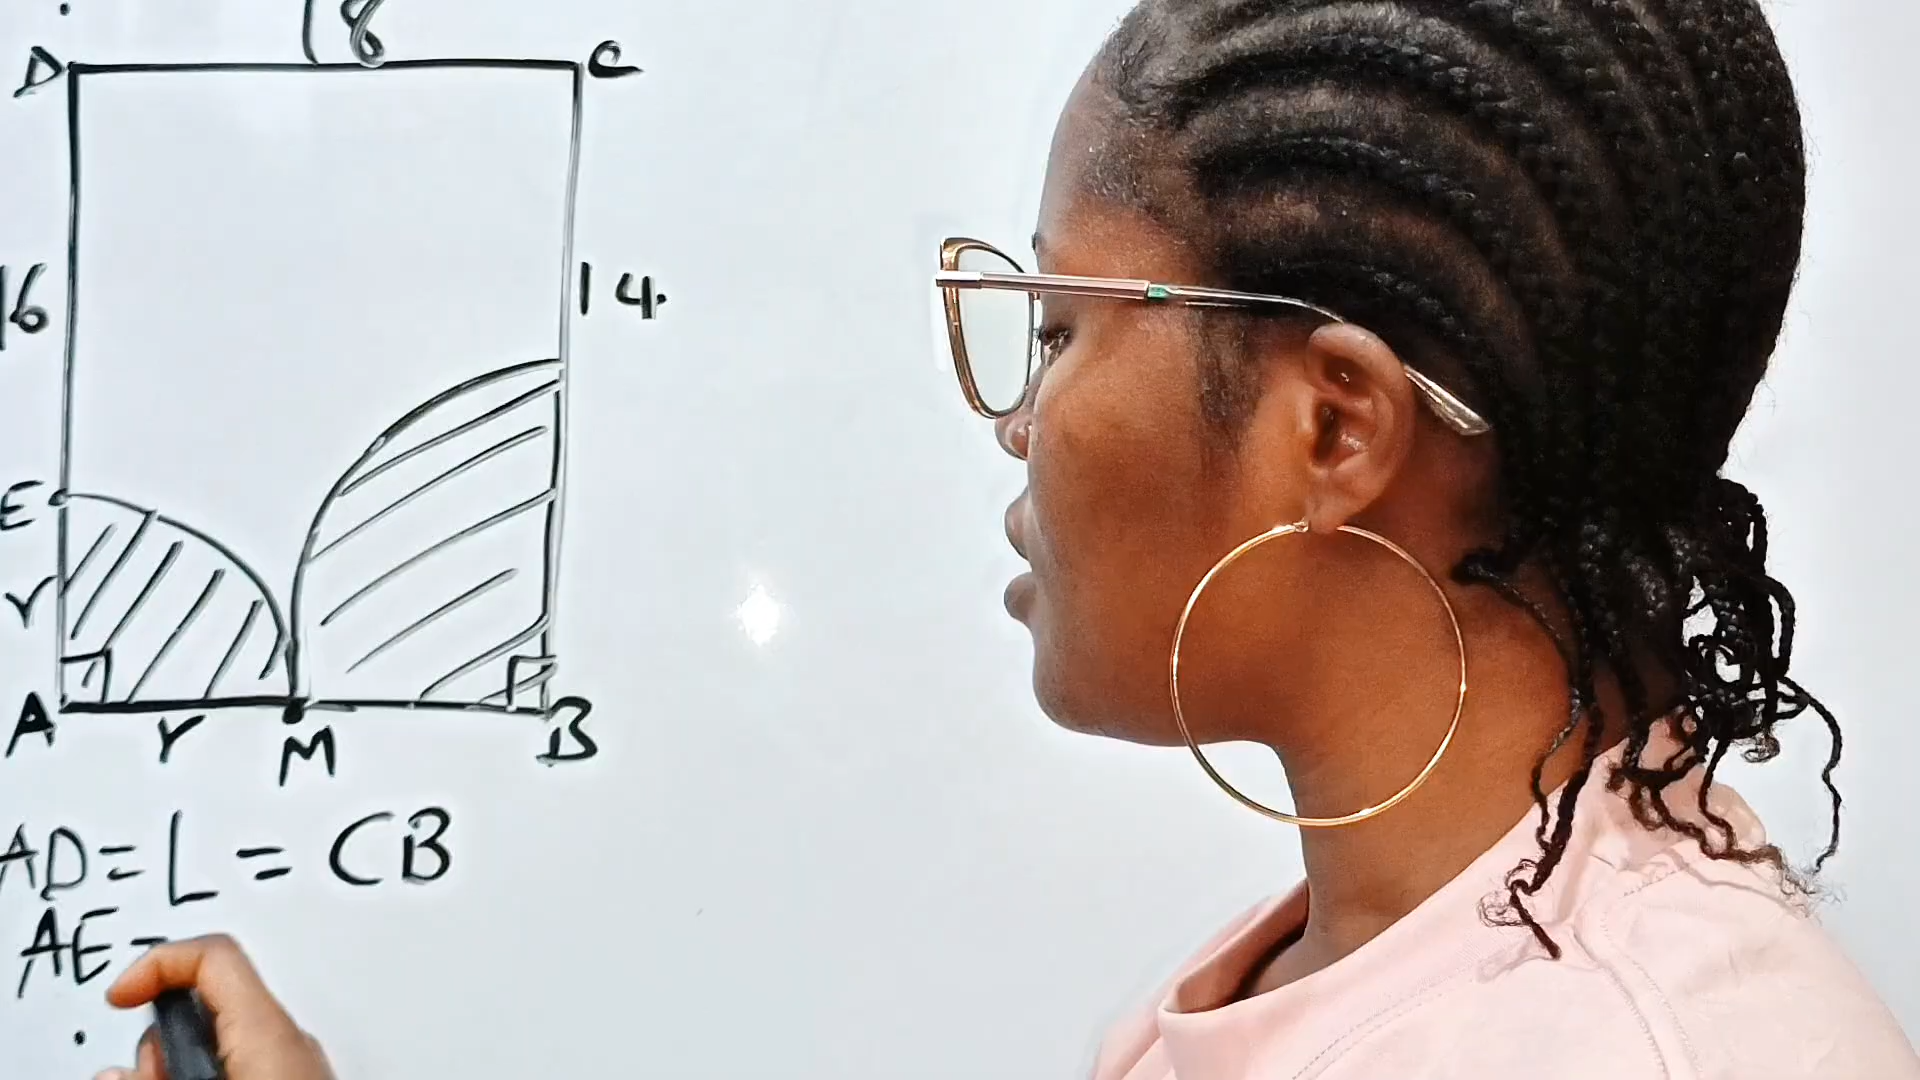 18
D C
16 14.
E
r
A r M B
AD = L = CB
AE =